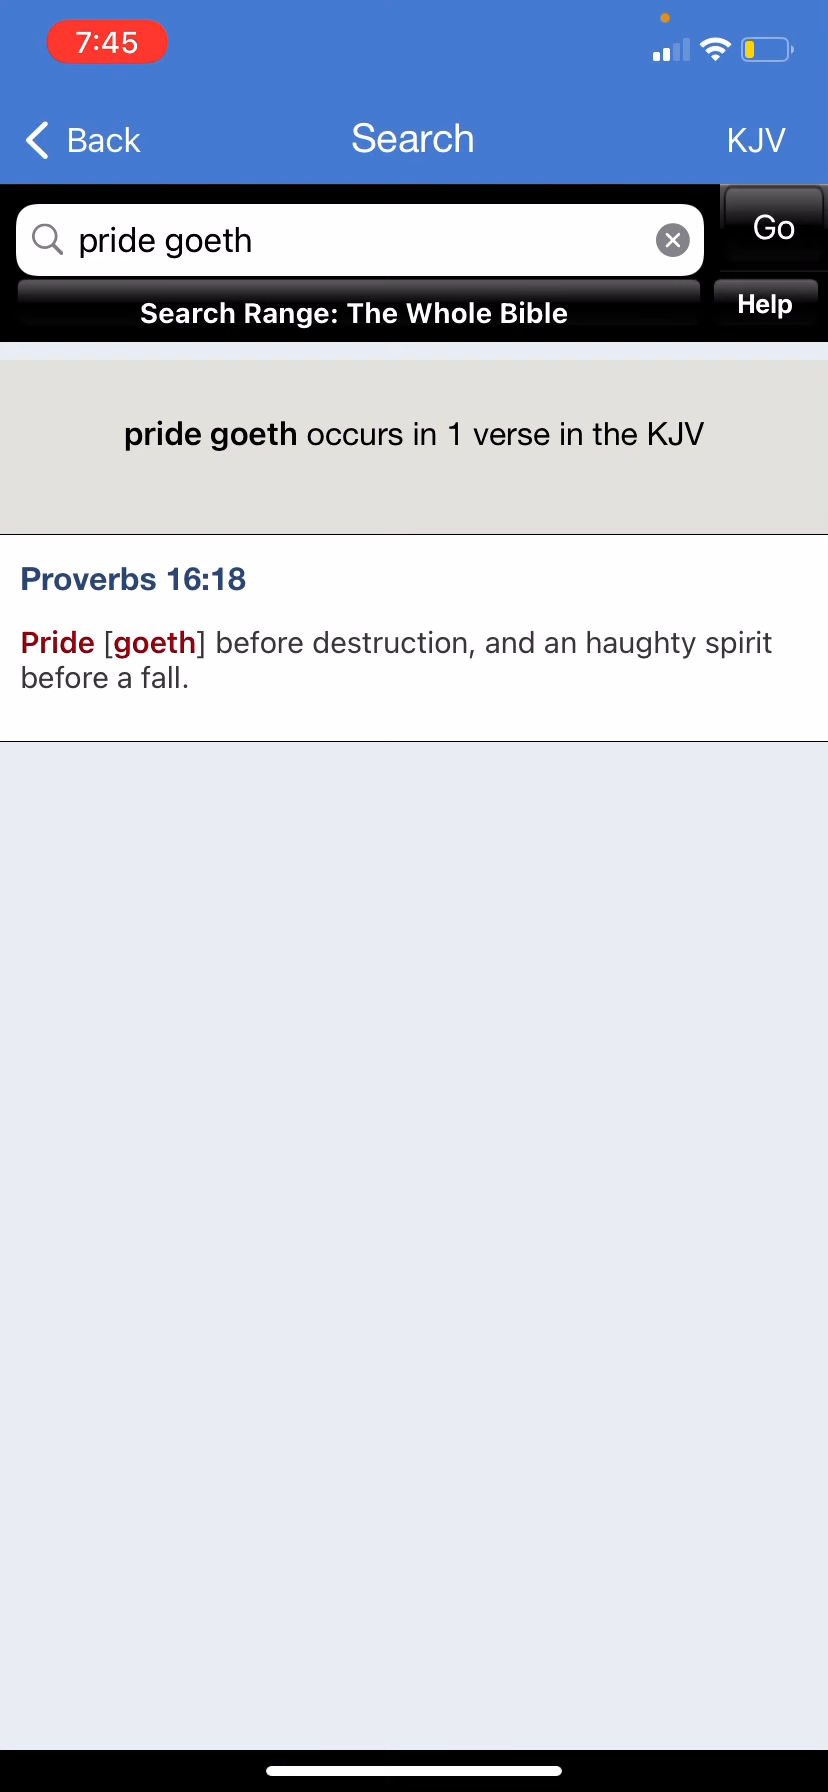 7:45
Back
Search
KJV
pride goeth
Go
Search Range: The Whole Bible
Help
pride goeth occurs in 1 verse in the KJV
Proverbs 16:18
Pride [goeth] before destruction, and an haughty spirit
before a fall.